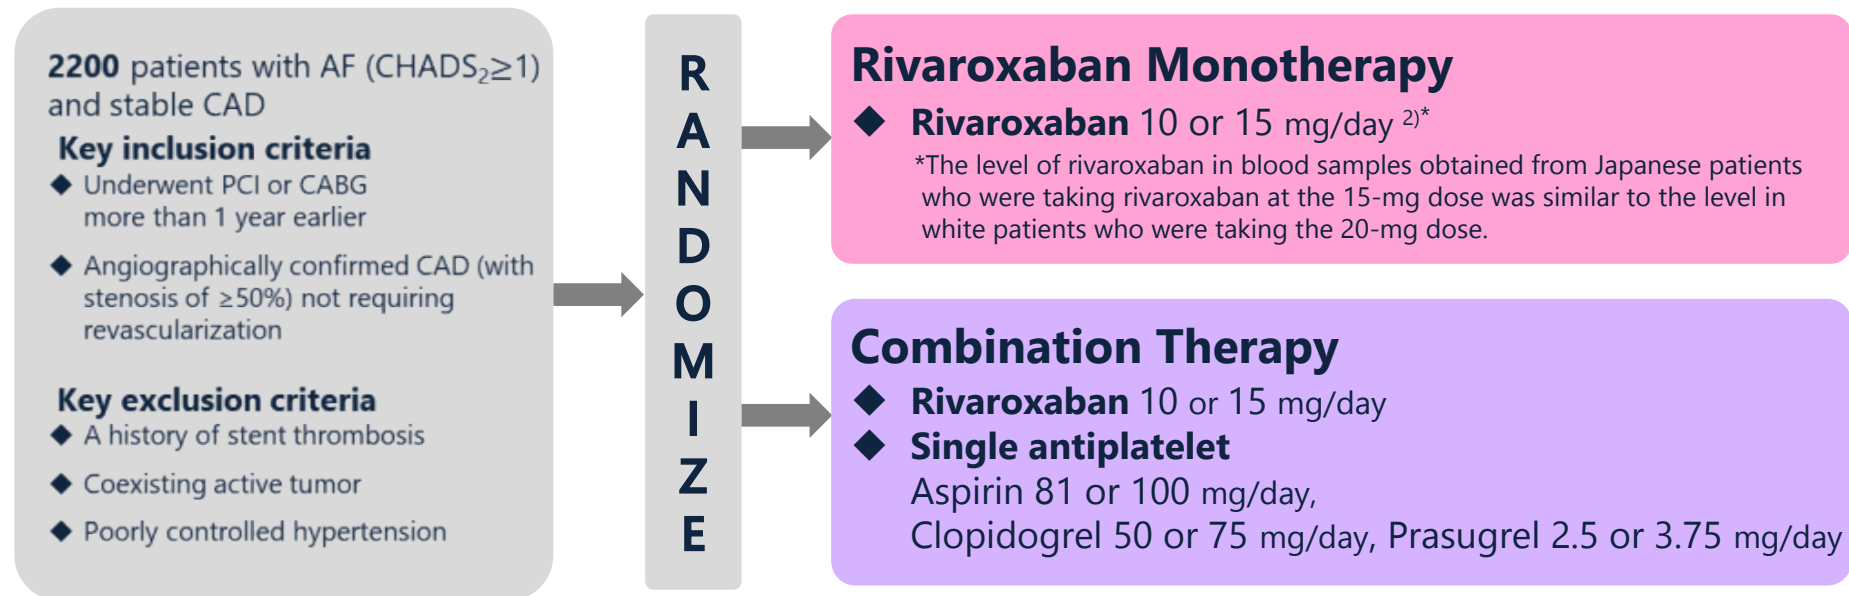 2200 patients with AF (CHADS₂≥1)
and stable CAD
Key inclusion criteria
◆ Underwent PCI or CABG
more than 1 year earlier
◆ Angiographically confirmed CAD (with
stenosis of ≥50%) not requiring
revascularization
Key exclusion criteria
◆ A history of stent thrombosis
◆ Coexisting active tumor
◆ Poorly controlled hypertension
R
A
N
D
O
M
I
Z
E
Rivaroxaban Monotherapy
◆ Rivaroxaban 10 or 15 mg/day ²⁾*
*The level of rivaroxaban in blood samples obtained from Japanese patients
who were taking rivaroxaban at the 15-mg dose was similar to the level in
white patients who were taking the 20-mg dose.
Combination Therapy
◆ Rivaroxaban 10 or 15 mg/day
◆ Single antiplatelet
Aspirin 81 or 100 mg/day,
Clopidogrel 50 or 75 mg/day, Prasugrel 2.5 or 3.75 mg/day